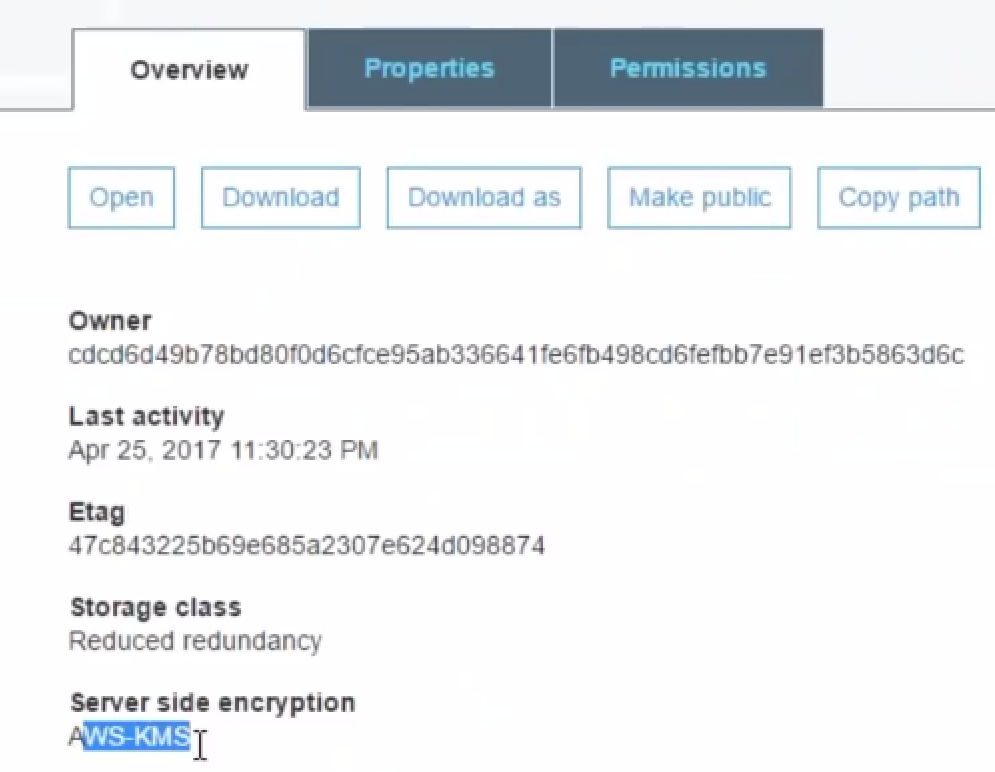 Overview Properties Permissions
Open Download Download as Make public Copy path
Owner
cdcd6d49b78bd80f0d6cfce95ab336641fe6fb498cd6fefbb7e91ef3b5863d6c
Last activity
Apr 25, 2017 11:30:23 PM
Etag
47c843225b69e685a2307e624d098874
Storage class
Reduced redundancy
Server side encryption
AWS-KMS